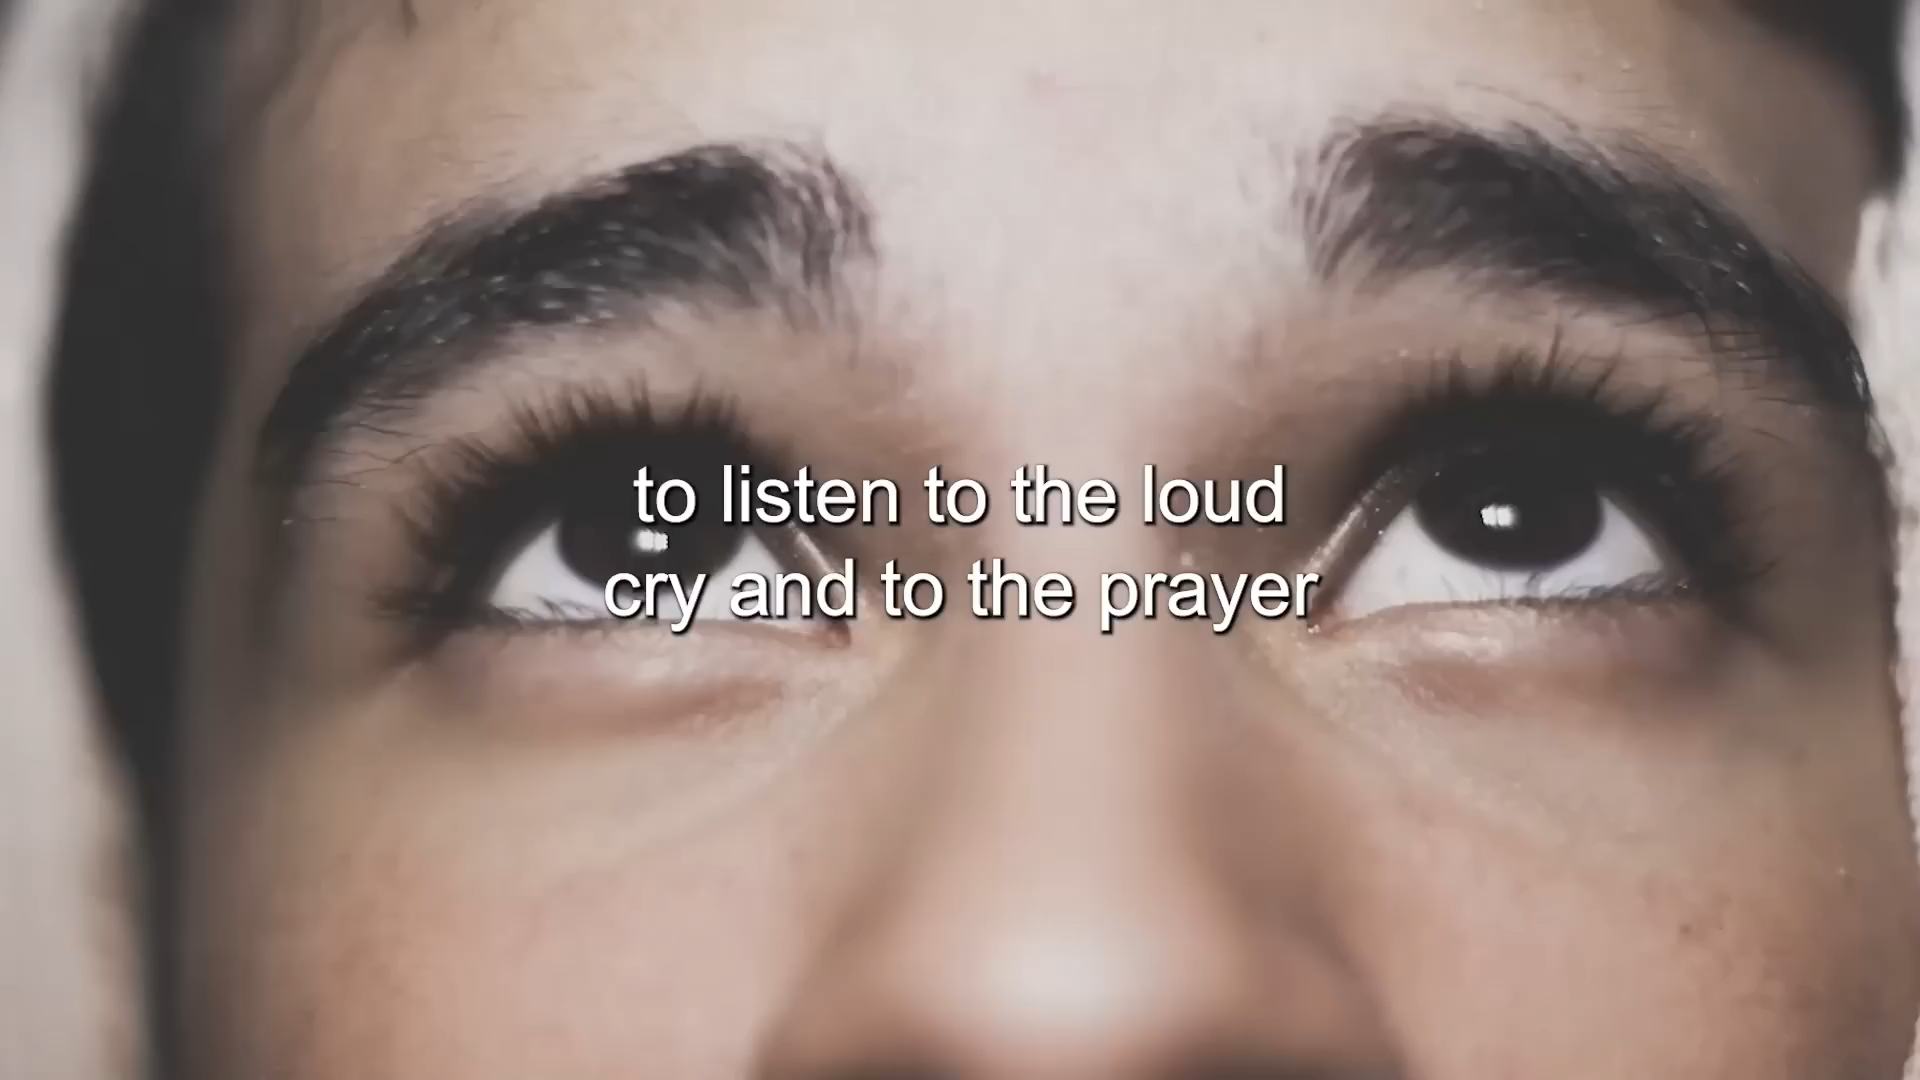 to listen to the loud
cry and to the prayer